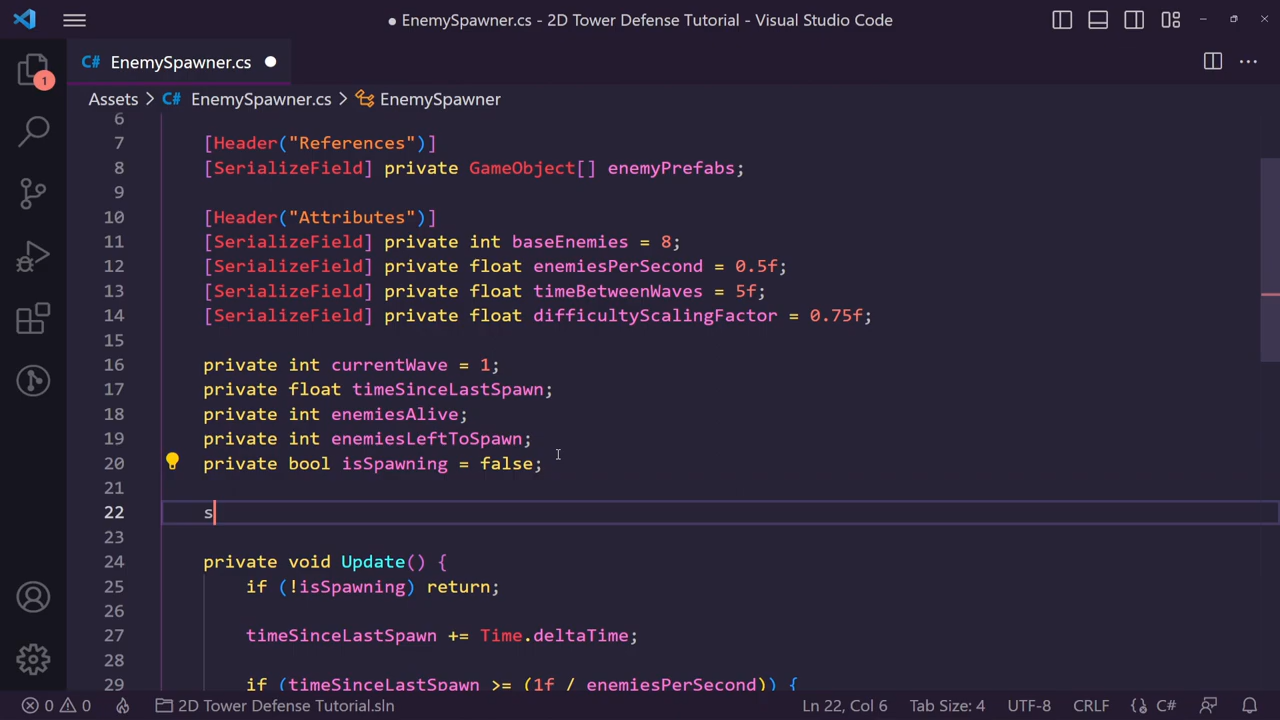 ● EnemySpawner.cs - 2D Tower Defense Tutorial - Visual Studio Code
1
C# EnemySpawner.cs ●
Assets > C# EnemySpawner.cs > EnemySpawner
6
7 [Header("References")]
8 [SerializeField] private GameObject[] enemyPrefabs;
9
10 [Header("Attributes")]
11 [SerializeField] private int baseEnemies = 8;
12 [SerializeField] private float enemiesPerSecond = 0.5f;
13 [SerializeField] private float timeBetweenWaves = 5f;
14 [SerializeField] private float difficultyScalingFactor = 0.75f;
15
16 private int currentWave = 1;
17 private float timeSinceLastSpawn;
18 private int enemiesAlive;
19 private int enemiesLeftToSpawn;
20 private bool isSpawning = false;
21
22 s
23
24 private void Update() {
25 if (!isSpawning) return;
26
27 timeSinceLastSpawn += Time.deltaTime;
28
29 if (timeSinceLastSpawn >= (1f / enemiesPerSecond)) {
0 0 2D Tower Defense Tutorial.sln Ln 22, Col 6 Tab Size: 4 UTF-8 CRLF C#